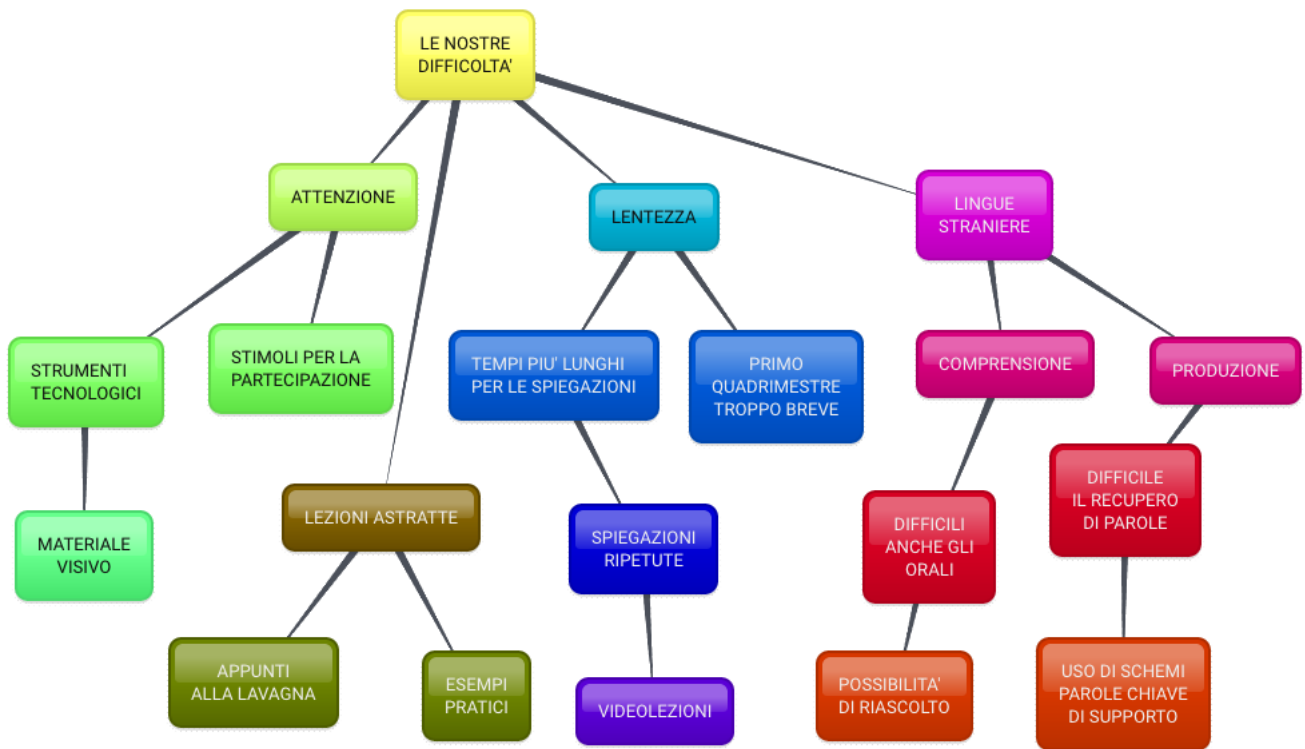 LE NOSTRE
DIFFICOLTA'
ATTENZIONE
LENTEZZA
LINGUE
STRANIERE
STRUMENTI
TECNOLOGICI
STIMOLI PER LA
PARTECIPAZIONE
TEMPI PIU' LUNGHI
PER LE SPIEGAZIONI
PRIMO
QUADRIMESTRE
TROPPO BREVE
COMPRENSIONE
PRODUZIONE
MATERIALE
VISIVO
LEZIONI ASTRATTE
SPIEGAZIONI
RIPETUTE
DIFFICILI
ANCHE GLI
ORALI
DIFFICILE
IL RECUPERO
DI PAROLE
APPUNTI
ALLA LAVAGNA
ESEMPI
PRATICI
VIDEOLEZIONI
POSSIBILITA'
DI RIASCOLTO
USO DI SCHEMI
PAROLE CHIAVE
DI SUPPORTO